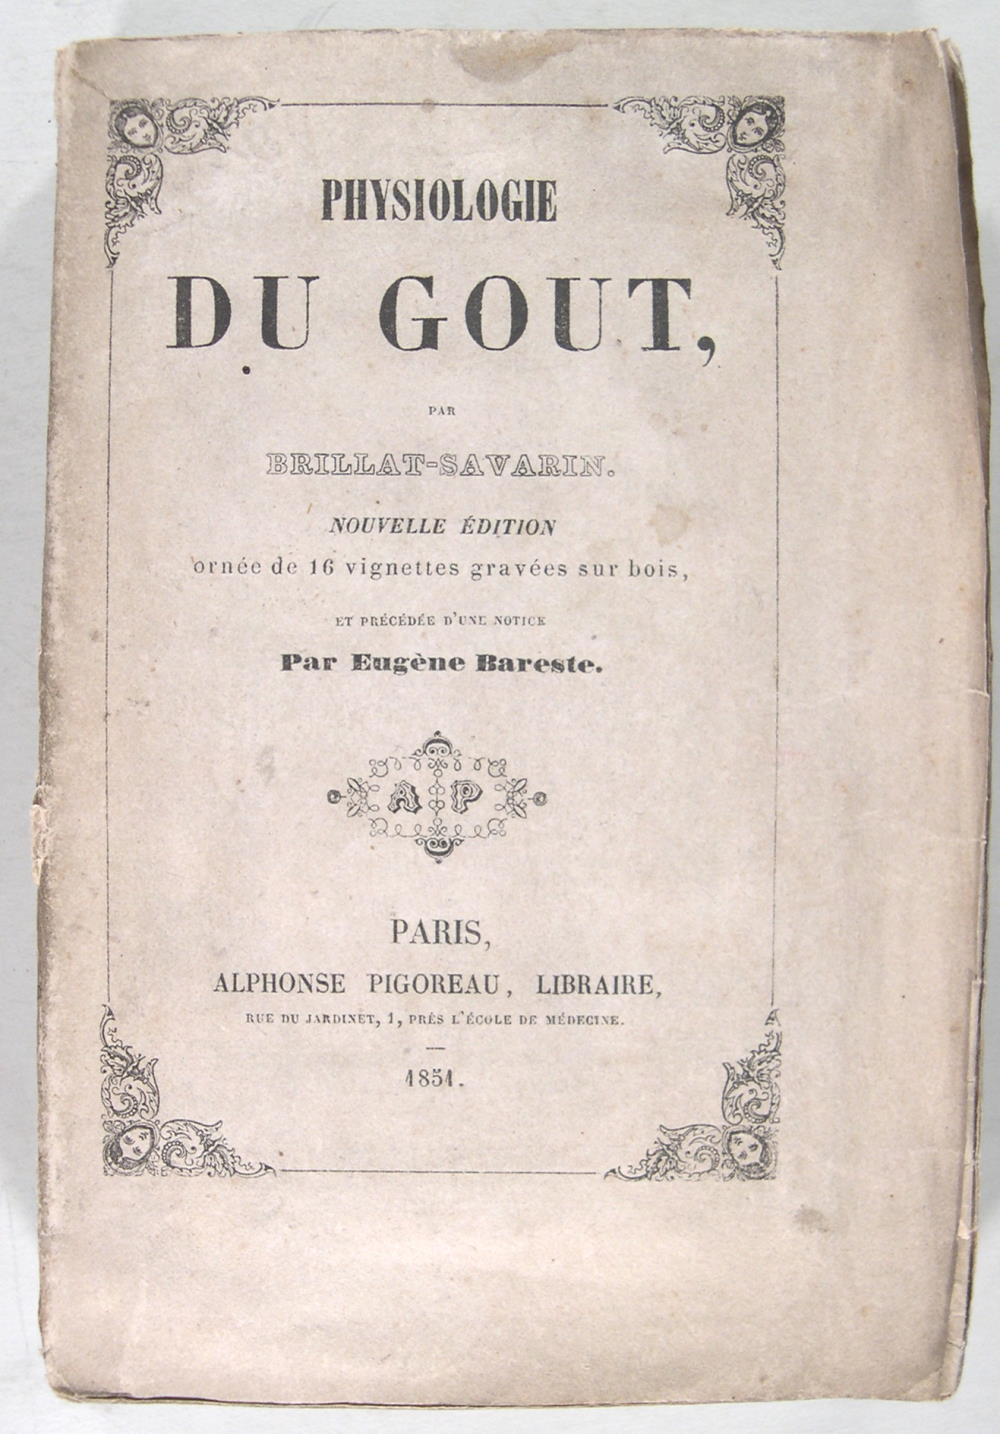 PHYSIOLOGIE
DU GOUT,
PAR
BRILLAT-SAVARIN.
NOUVELLE ÉDITION
ornée de 16 vignettes gravées sur bois,
ET PRÉCÉDÉE D'UNE NOTICE
Par Eugène Bareste.
A P
PARIS,
ALPHONSE PIGOREAU, LIBRAIRE,
RUE DU JARDINET, 1, PRÈS L'ÉCOLE DE MÉDECINE.
1851.